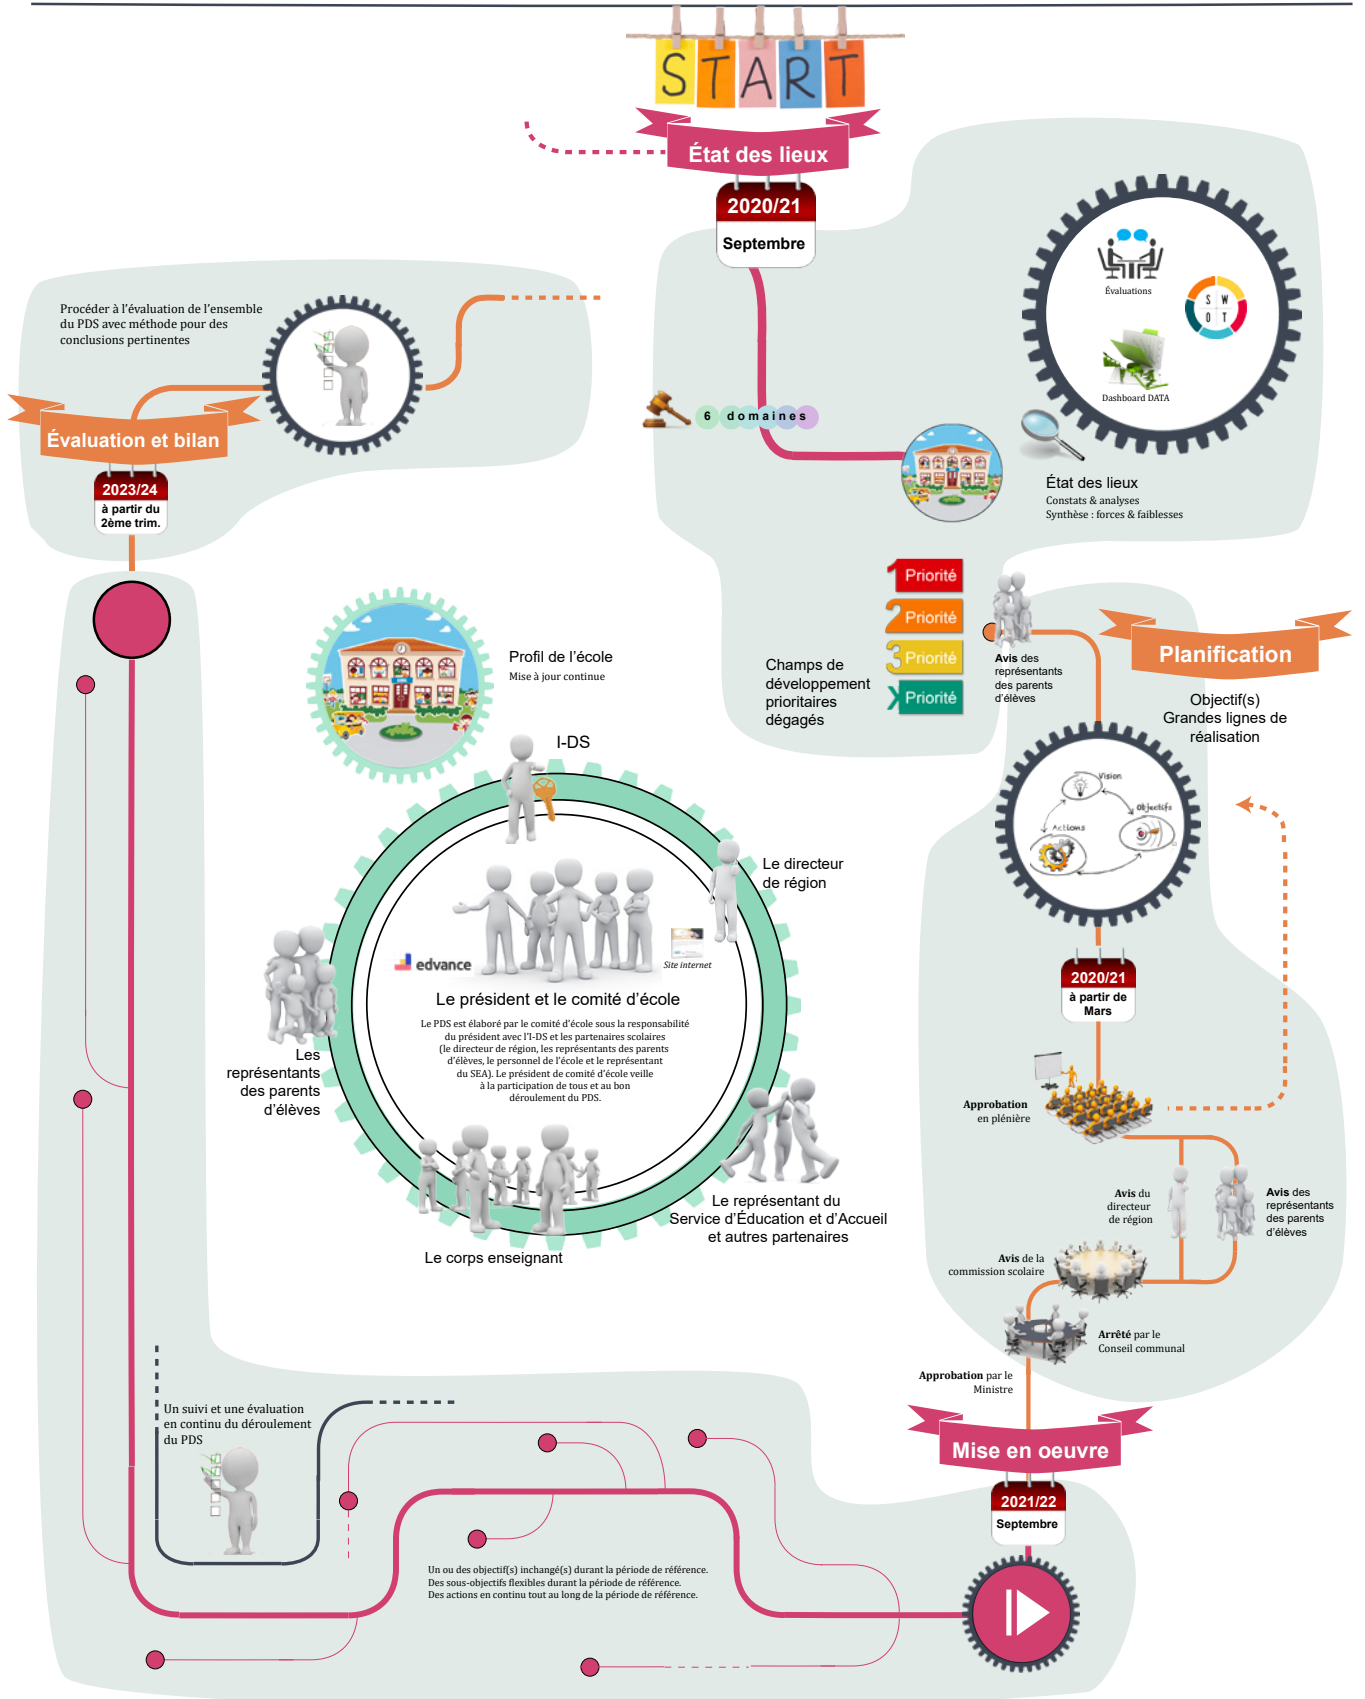 START
État des lieux
2020/21
Septembre
Évaluations
S W
O T
Dashboard DATA
6 domaines
État des lieux
Constats & analyses
Synthèse : forces & faiblesses
Procéder à l'évaluation de l'ensemble
du PDS avec méthode pour des
conclusions pertinentes
Évaluation et bilan
2023/24
à partir du
2ème trim.
1 Priorité
2 Priorité
3 Priorité
X Priorité
Champs de
développement
prioritaires
dégagés
Avis des
représentants
des parents
d'élèves
Planification
Objectif(s)
Grandes lignes de
réalisation
Vision
Objectifs
Actions
Profil de l'école
Mise à jour continue
I-DS
Le directeur
de région
edvance
Site internet
Le président et le comité d'école
Le PDS est élaboré par le comité d'école sous la responsabilité
du président avec l'I-DS et les partenaires scolaires
(le directeur de région, les représentants des parents
d'élèves, le personnel de l'école et le représentant
du SEA). Le président de comité d'école veille
à la participation de tous et au bon
déroulement du PDS.
Les
représentants
des parents
d'élèves
Le représentant du
Service d'Éducation et d'Accueil
et autres partenaires
Le corps enseignant
2020/21
à partir de
Mars
Approbation
en plénière
Avis du
directeur
de région
Avis des
représentants
des parents
d'élèves
Avis de la
commission scolaire
Arrêté par le
Conseil communal
Approbation par le
Ministre
Mise en oeuvre
2021/22
Septembre
Un suivi et une évaluation
en continu du déroulement
du PDS
Un ou des objectif(s) inchangé(s) durant la période de référence.
Des sous-objectifs flexibles durant la période de référence.
Des actions en continu tout au long de la période de référence.